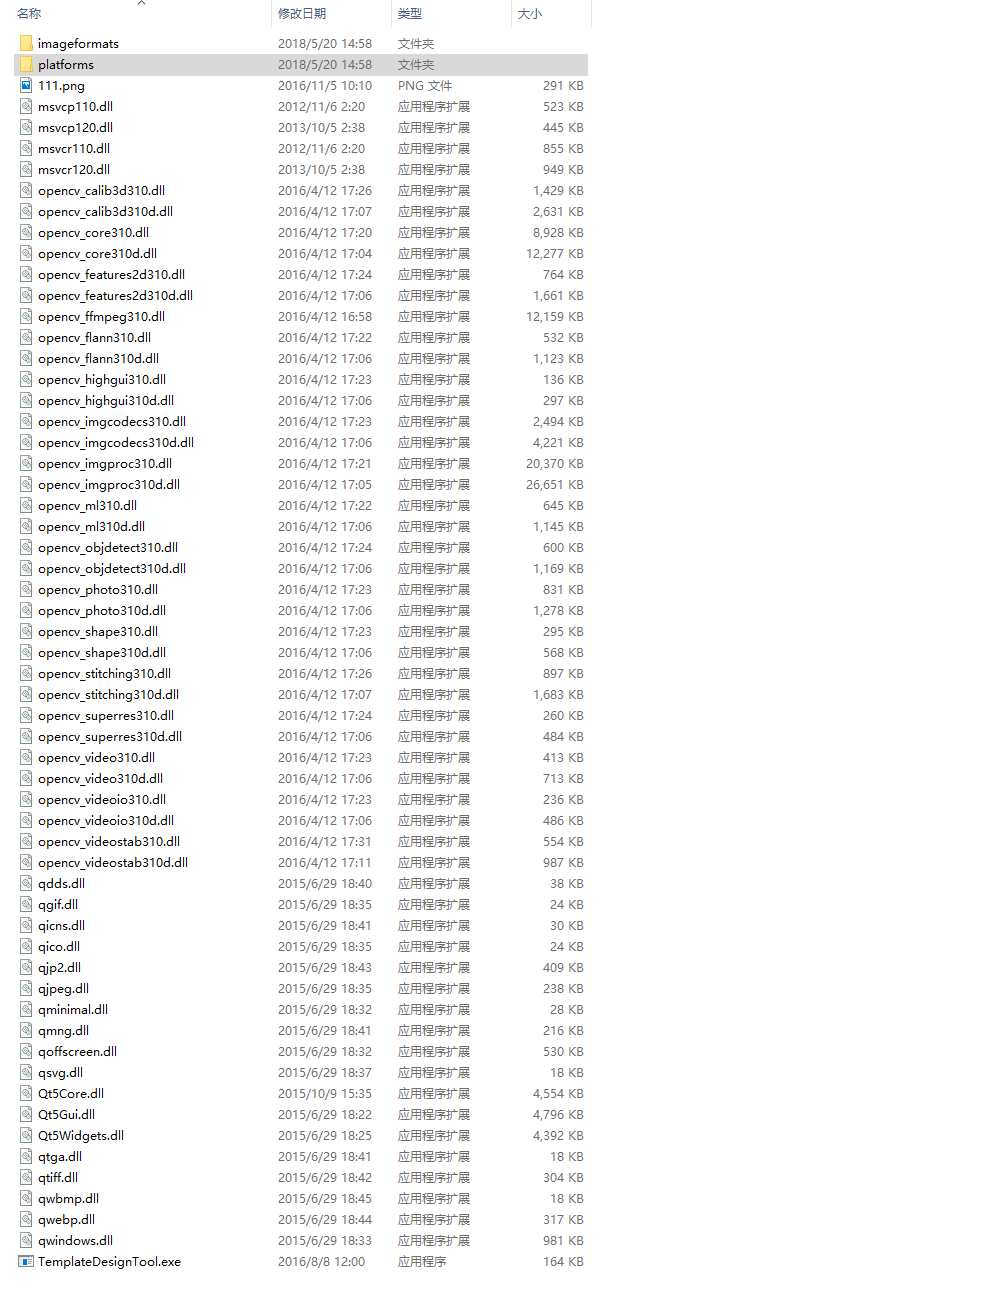 名称 修改日期 类型 大小
imageformats 2018/5/20 14:58 文件夹
platforms 2018/5/20 14:58 文件夹
111.png 2016/11/5 10:10 PNG 文件 291 KB
msvcp110.dll 2012/11/6 2:20 应用程序扩展 523 KB
msvcp120.dll 2013/10/5 2:38 应用程序扩展 445 KB
msvcr110.dll 2012/11/6 2:20 应用程序扩展 855 KB
msvcr120.dll 2013/10/5 2:38 应用程序扩展 949 KB
opencv_calib3d310.dll 2016/4/12 17:26 应用程序扩展 1,429 KB
opencv_calib3d310d.dll 2016/4/12 17:07 应用程序扩展 2,631 KB
opencv_core310.dll 2016/4/12 17:20 应用程序扩展 8,928 KB
opencv_core310d.dll 2016/4/12 17:04 应用程序扩展 12,277 KB
opencv_features2d310.dll 2016/4/12 17:24 应用程序扩展 764 KB
opencv_features2d310d.dll 2016/4/12 17:06 应用程序扩展 1,661 KB
opencv_ffmpeg310.dll 2016/4/12 16:58 应用程序扩展 12,159 KB
opencv_flann310.dll 2016/4/12 17:22 应用程序扩展 532 KB
opencv_flann310d.dll 2016/4/12 17:06 应用程序扩展 1,123 KB
opencv_highgui310.dll 2016/4/12 17:23 应用程序扩展 136 KB
opencv_highgui310d.dll 2016/4/12 17:06 应用程序扩展 297 KB
opencv_imgcodecs310.dll 2016/4/12 17:23 应用程序扩展 2,494 KB
opencv_imgcodecs310d.dll 2016/4/12 17:06 应用程序扩展 4,221 KB
opencv_imgproc310.dll 2016/4/12 17:21 应用程序扩展 20,370 KB
opencv_imgproc310d.dll 2016/4/12 17:05 应用程序扩展 26,651 KB
opencv_ml310.dll 2016/4/12 17:22 应用程序扩展 645 KB
opencv_ml310d.dll 2016/4/12 17:06 应用程序扩展 1,145 KB
opencv_objdetect310.dll 2016/4/12 17:24 应用程序扩展 600 KB
opencv_objdetect310d.dll 2016/4/12 17:06 应用程序扩展 1,169 KB
opencv_photo310.dll 2016/4/12 17:23 应用程序扩展 831 KB
opencv_photo310d.dll 2016/4/12 17:06 应用程序扩展 1,278 KB
opencv_shape310.dll 2016/4/12 17:23 应用程序扩展 295 KB
opencv_shape310d.dll 2016/4/12 17:06 应用程序扩展 568 KB
opencv_stitching310.dll 2016/4/12 17:26 应用程序扩展 897 KB
opencv_stitching310d.dll 2016/4/12 17:07 应用程序扩展 1,683 KB
opencv_superres310.dll 2016/4/12 17:24 应用程序扩展 260 KB
opencv_superres310d.dll 2016/4/12 17:06 应用程序扩展 484 KB
opencv_video310.dll 2016/4/12 17:23 应用程序扩展 413 KB
opencv_video310d.dll 2016/4/12 17:06 应用程序扩展 713 KB
opencv_videoio310.dll 2016/4/12 17:23 应用程序扩展 236 KB
opencv_videoio310d.dll 2016/4/12 17:06 应用程序扩展 486 KB
opencv_videostab310.dll 2016/4/12 17:31 应用程序扩展 554 KB
opencv_videostab310d.dll 2016/4/12 17:11 应用程序扩展 987 KB
qdds.dll 2015/6/29 18:40 应用程序扩展 38 KB
qgif.dll 2015/6/29 18:35 应用程序扩展 24 KB
qicns.dll 2015/6/29 18:41 应用程序扩展 30 KB
qico.dll 2015/6/29 18:35 应用程序扩展 24 KB
qjp2.dll 2015/6/29 18:43 应用程序扩展 409 KB
qjpeg.dll 2015/6/29 18:35 应用程序扩展 238 KB
qminimal.dll 2015/6/29 18:32 应用程序扩展 28 KB
qmng.dll 2015/6/29 18:41 应用程序扩展 216 KB
qoffscreen.dll 2015/6/29 18:32 应用程序扩展 530 KB
qsvg.dll 2015/6/29 18:37 应用程序扩展 18 KB
Qt5Core.dll 2015/10/9 15:35 应用程序扩展 4,554 KB
Qt5Gui.dll 2015/6/29 18:22 应用程序扩展 4,796 KB
Qt5Widgets.dll 2015/6/29 18:25 应用程序扩展 4,392 KB
qtga.dll 2015/6/29 18:41 应用程序扩展 18 KB
qtiff.dll 2015/6/29 18:42 应用程序扩展 304 KB
qwbmp.dll 2015/6/29 18:45 应用程序扩展 18 KB
qwebp.dll 2015/6/29 18:44 应用程序扩展 317 KB
qwindows.dll 2015/6/29 18:33 应用程序扩展 981 KB
TemplateDesignTool.exe 2016/8/8 12:00 应用程序 164 KB